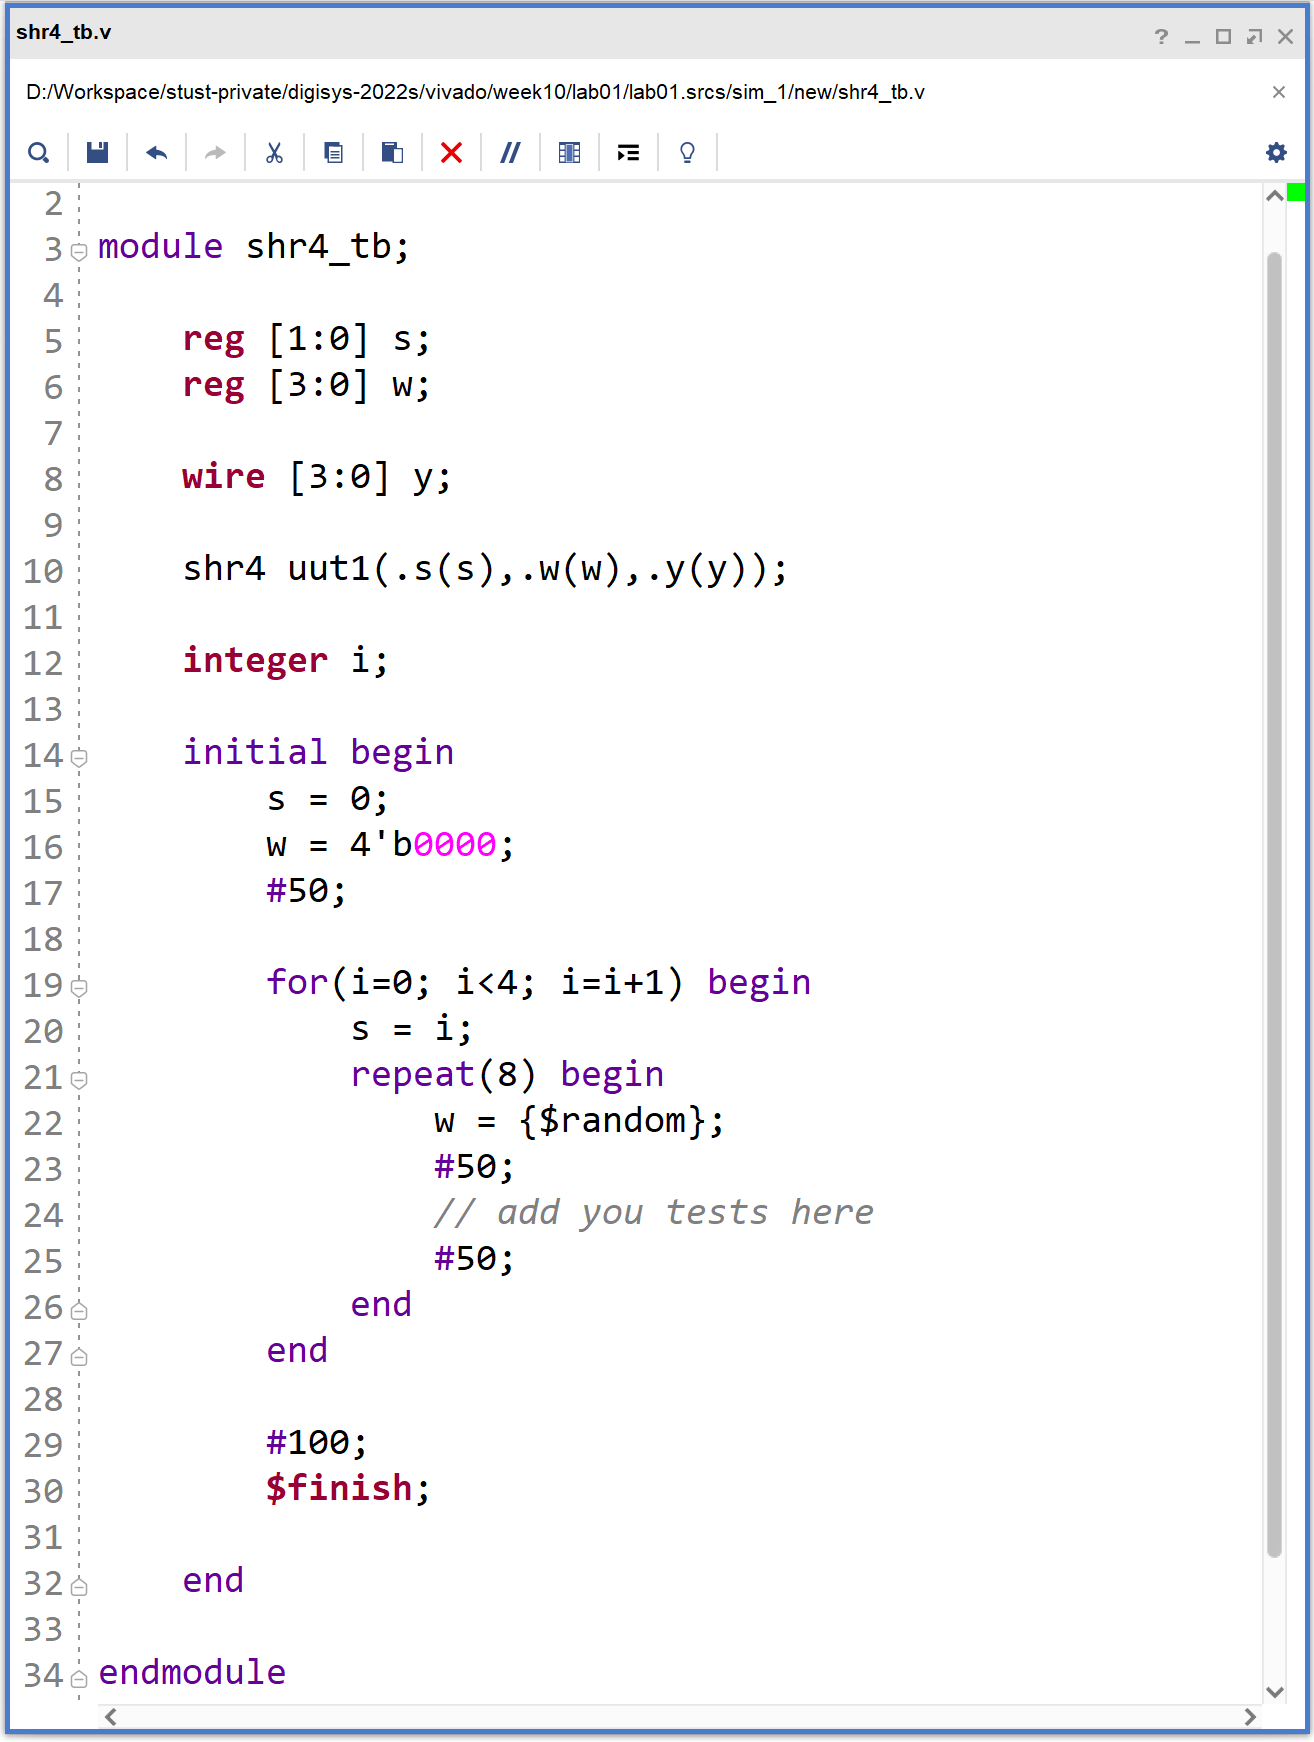 shr4_tb.v
D:/Workspace/stust-private/digisys-2022s/vivado/week10/lab01/lab01.srcs/sim_1/new/shr4_tb.v
2
3 module shr4_tb;
4
5 reg [1:0] s;
6 reg [3:0] w;
7
8 wire [3:0] y;
9
10 shr4 uut1(.s(s),.w(w),.y(y));
11
12 integer i;
13
14 initial begin
15 s = 0;
16 w = 4'b0000;
17 #50;
18
19 for(i=0; i<4; i=i+1) begin
20 s = i;
21 repeat(8) begin
22 w = {$random};
23 #50;
24 // add you tests here
25 #50;
26 end
27 end
28
29 #100;
30 $finish;
31
32 end
33
34 endmodule